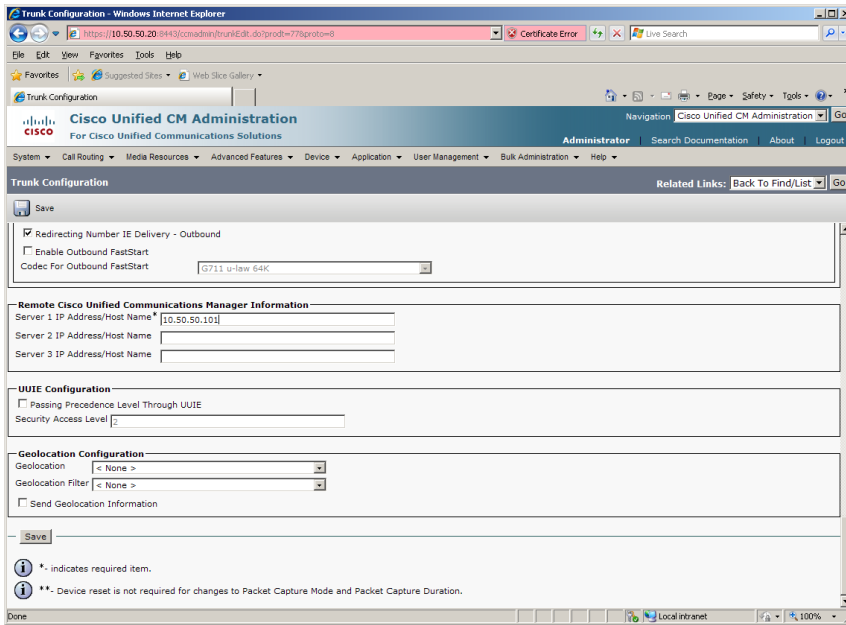 Trunk Configuration - Windows Internet Explorer
https://10.50.50.20:8443/ccmadmin/trunkEdit.do?prodt=77&proto=8
Certificate Error
Live Search
File Edit View Favorites Tools Help
Favorites Suggested Sites Web Slice Gallery
Trunk Configuration
Page Safety Tools
Cisco Unified CM Administration
CISCO
For Cisco Unified Communications Solutions
Navigation Cisco Unified CM Administration Go
Administrator | Search Documentation | About | Logout
System Call Routing Media Resources Advanced Features Device Application User Management Bulk Administration Help
Trunk Configuration
Related Links: Back To Find/List Go
Save
Redirecting Number IE Delivery - Outbound
Enable Outbound FastStart
Codec For Outbound FastStart G711 u-law 64K
Remote Cisco Unified Communications Manager Information
Server 1 IP Address/Host Name* 10.50.50.101
Server 2 IP Address/Host Name
Server 3 IP Address/Host Name
UUIE Configuration
Passing Precedence Level Through UUIE
Security Access Level 2
Geolocation Configuration
Geolocation < None >
Geolocation Filter < None >
Send Geolocation Information
Save
i *- indicates required item.
i **- Device reset is not required for changes to Packet Capture Mode and Packet Capture Duration.
Done
Local intranet
100%